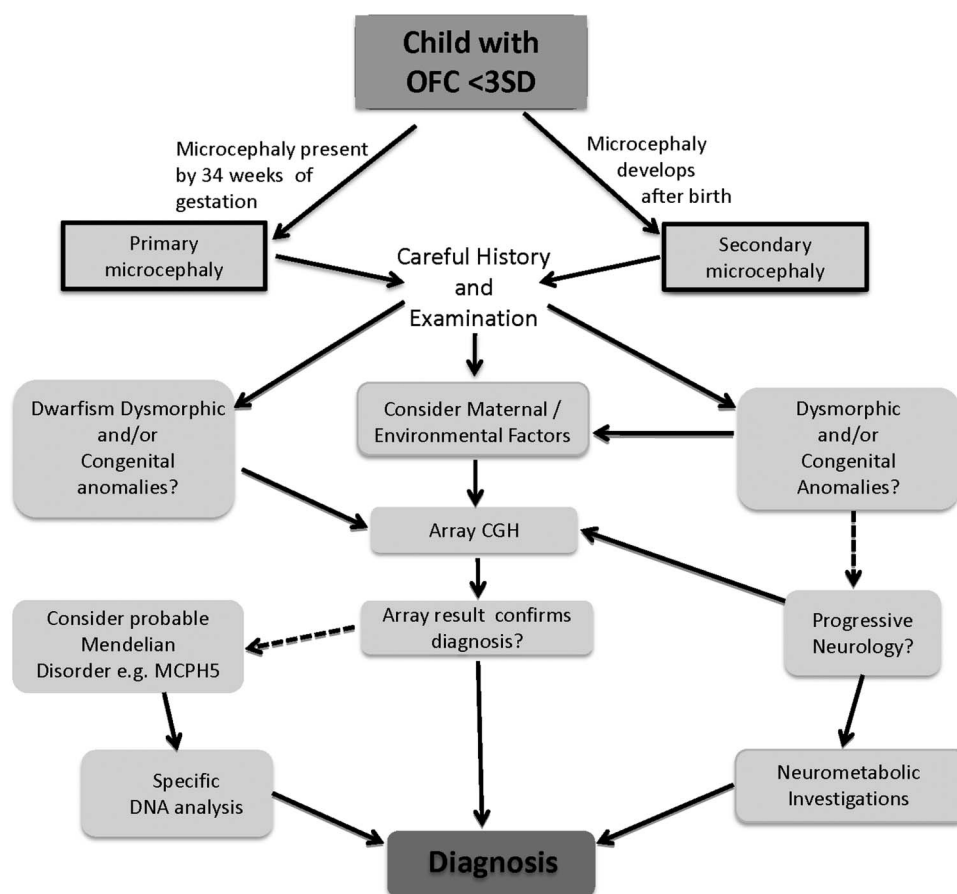 Child with
OFC <3SD
Microcephaly present
by 34 weeks of
gestation
Microcephaly
develops
after birth
Primary
microcephaly
Careful History
and
Examination
Secondary
microcephaly
Dwarfism Dysmorphic
and/or
Congenital
anomalies?
Consider Maternal /
Environmental Factors
Dysmorphic
and/or
Congenital
Anomalies?
Array CGH
Consider probable
Mendelian
Disorder e.g. MCPH5
Array result confirms
diagnosis?
Progressive
Neurology?
Specific
DNA analysis
Neurometabolic
Investigations
Diagnosis